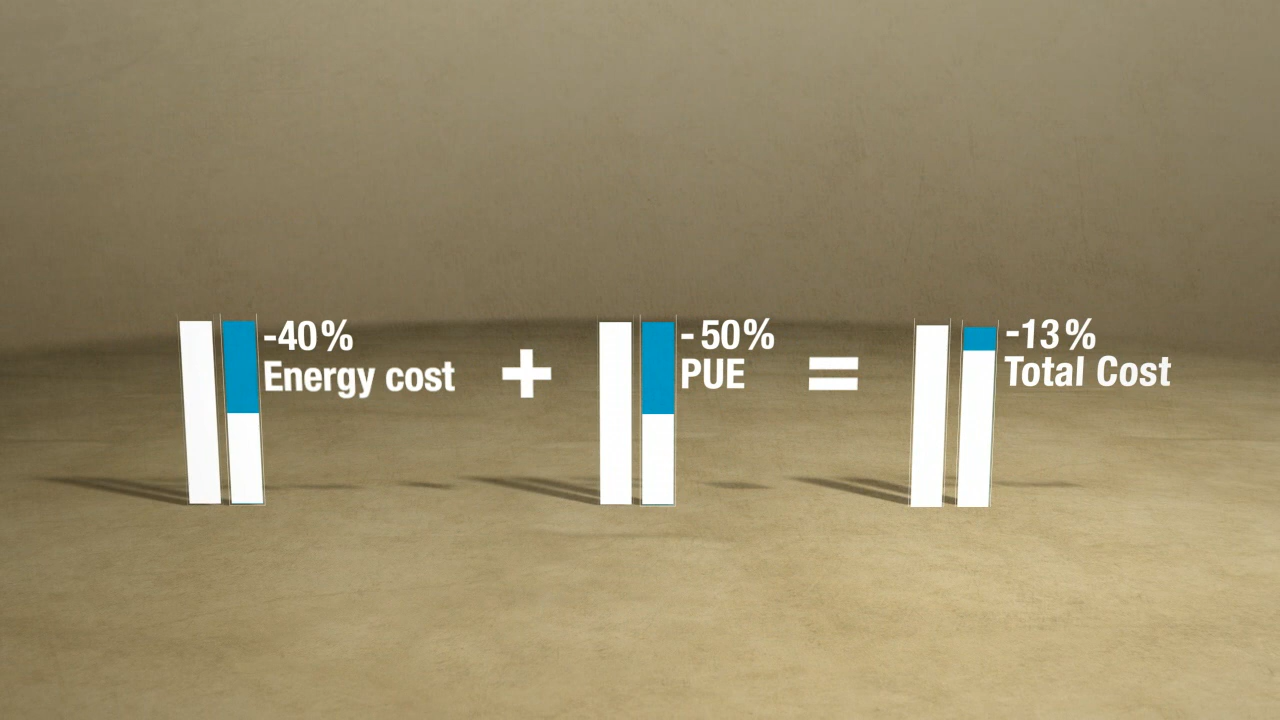 -40%
Energy cost
+
- 50%
PUE
=
-13%
Total Cost